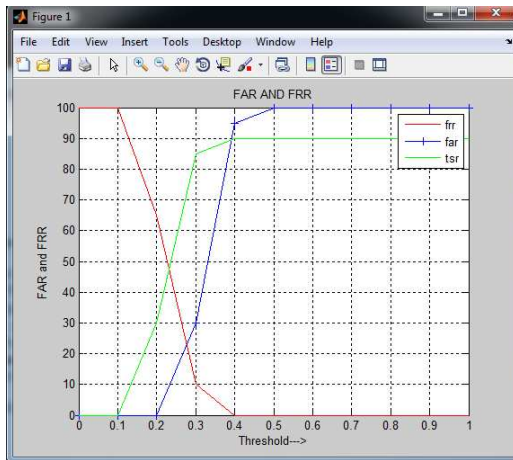 Figure 1
File Edit View Insert Tools Desktop Window Help
FAR AND FRR
100
90
80
70
60
50
40
30
20
10
0
FAR and FRR
frr
far
tsr
0 0.1 0.2 0.3 0.4 0.5 0.6 0.7 0.8 0.9 1
Threshold--->